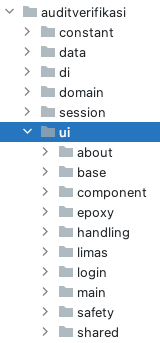 auditverifikasi
constant
data
di
domain
session
ui
about
base
component
epoxy
handling
limas
login
main
safety
shared